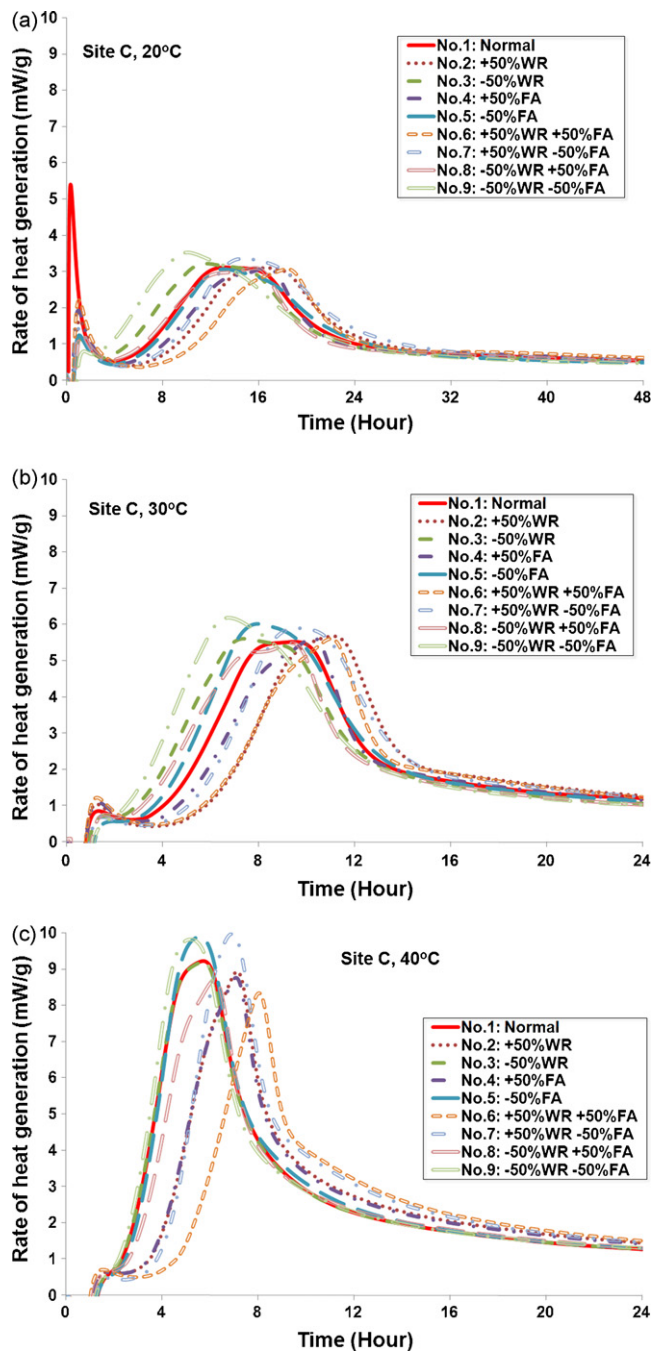 (a)
Site C, 20°C
No.1: Normal
No.2: +50%WR
No.3: -50%WR
No.4: +50%FA
No.5: -50%FA
No.6: +50%WR +50%FA
No.7: +50%WR -50%FA
No.8: -50%WR +50%FA
No.9: -50%WR -50%FA
Rate of heat generation (mW/g)
10
9
8
7
6
5
4
3
2
1
0
0 8 16 24 32 40 48
Time (Hour)
(b)
Site C, 30°C
No.1: Normal
No.2: +50%WR
No.3: -50%WR
No.4: +50%FA
No.5: -50%FA
No.6: +50%WR +50%FA
No.7: +50%WR -50%FA
No.8: -50%WR +50%FA
No.9: -50%WR -50%FA
Rate of heat generation (mW/g)
10
9
8
7
6
5
4
3
2
1
0
0 4 8 12 16 20 24
Time (Hour)
(c)
Site C, 40°C
No.1: Normal
No.2: +50%WR
No.3: -50%WR
No.4: +50%FA
No.5: -50%FA
No.6: +50%WR +50%FA
No.7: +50%WR -50%FA
No.8: -50%WR +50%FA
No.9: -50%WR -50%FA
Rate of heat generation (mW/g)
10
9
8
7
6
5
4
3
2
1
0
0 4 8 12 16 20 24
Time (Hour)